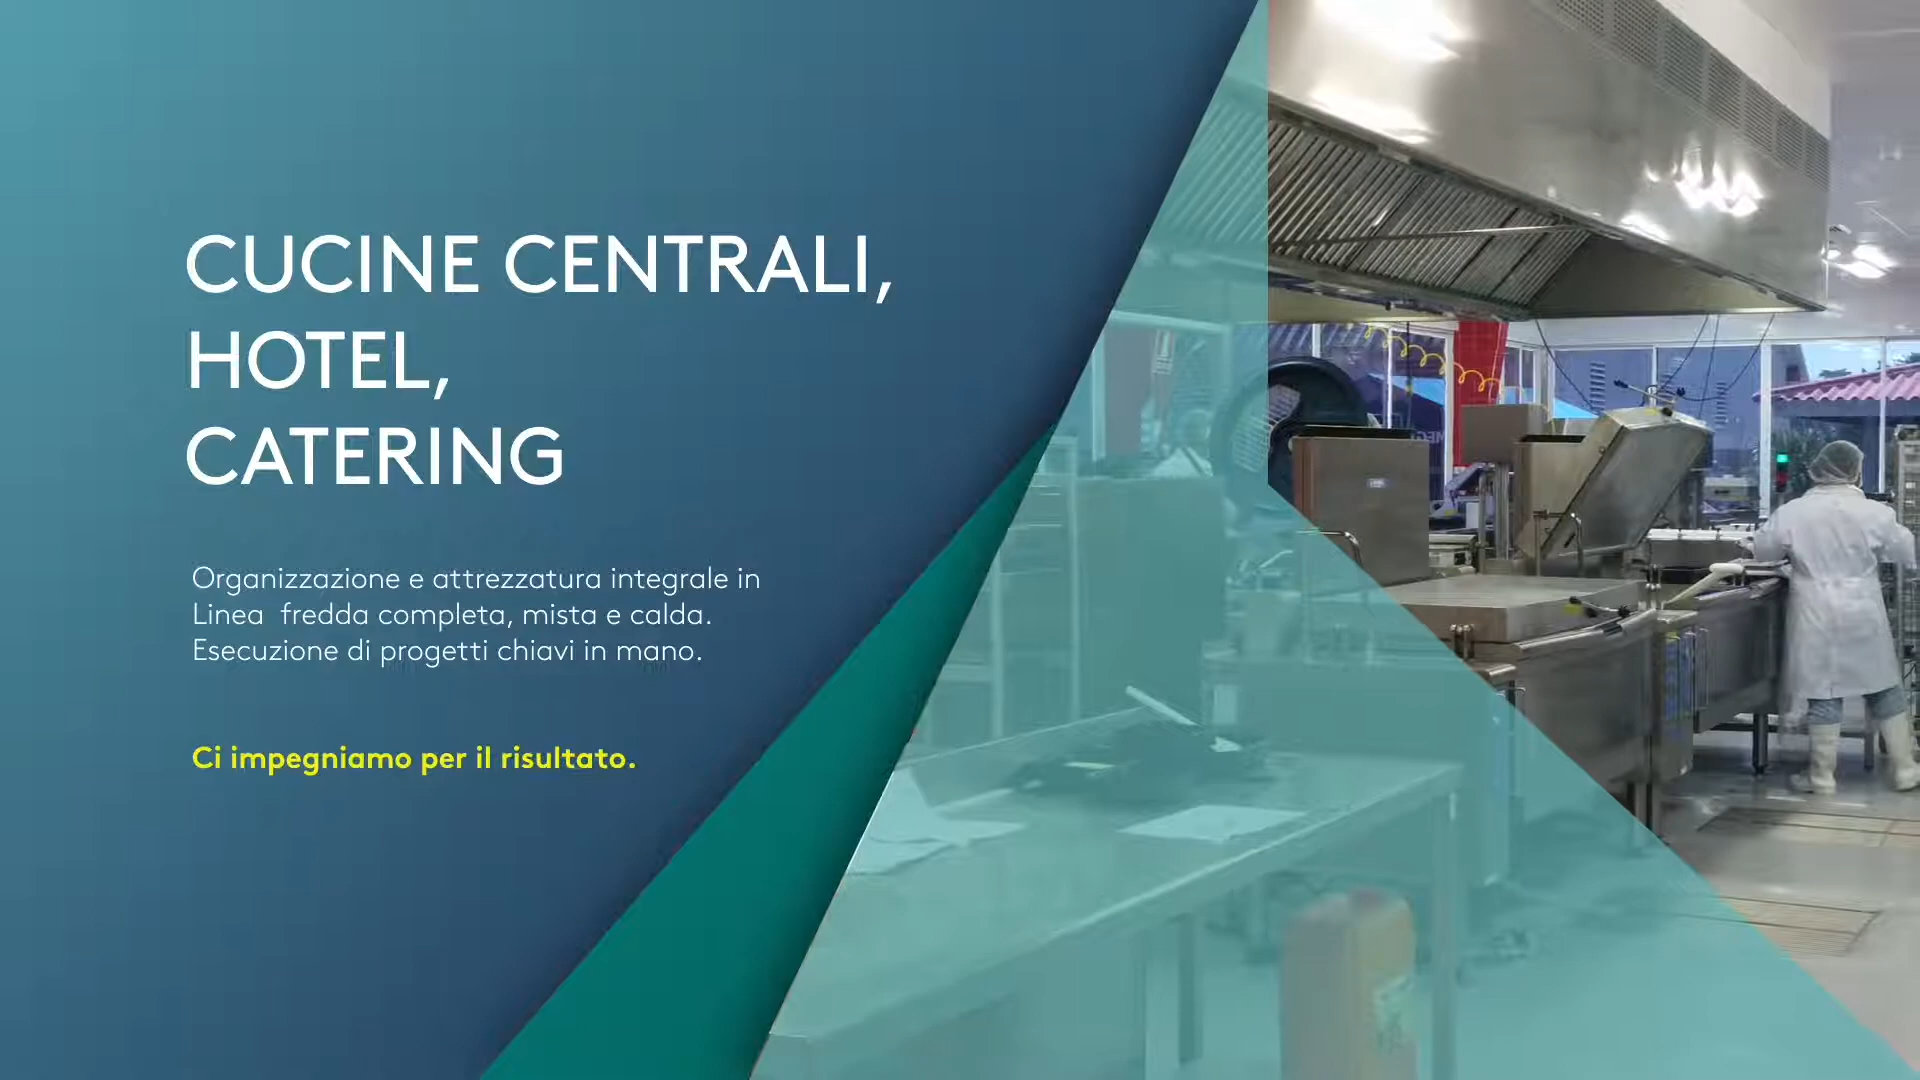 CUCINE CENTRALI,
HOTEL,
CATERING
Organizzazione e attrezzatura integrale in
Linea  fredda completa, mista e calda.
Esecuzione di progetti chiavi in mano.
Ci impegniamo per il risultato.